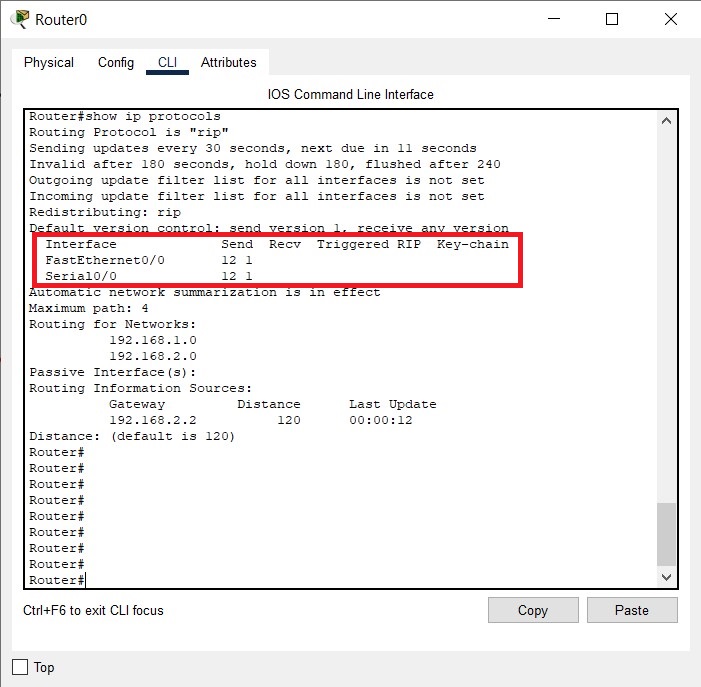 Router0
Physical Config CLI Attributes
IOS Command Line Interface
Router#show ip protocols
Routing Protocol is "rip"
Sending updates every 30 seconds, next due in 11 seconds
Invalid after 180 seconds, hold down 180, flushed after 240
Outgoing update filter list for all interfaces is not set
Incoming update filter list for all interfaces is not set
Redistributing: rip
Default version control: send version 1, receive any version
Interface Send Recv Triggered RIP Key-chain
FastEthernet0/0 12 1
Serial0/0 12 1
Automatic network summarization is in effect
Maximum path: 4
Routing for Networks:
192.168.1.0
192.168.2.0
Passive Interface(s):
Routing Information Sources:
Gateway Distance Last Update
192.168.2.2 120 00:00:12
Distance: (default is 120)
Router#
Router#
Router#
Router#
Router#
Router#
Router#
Router#
Router#
Ctrl+F6 to exit CLI focus
Copy Paste
Top